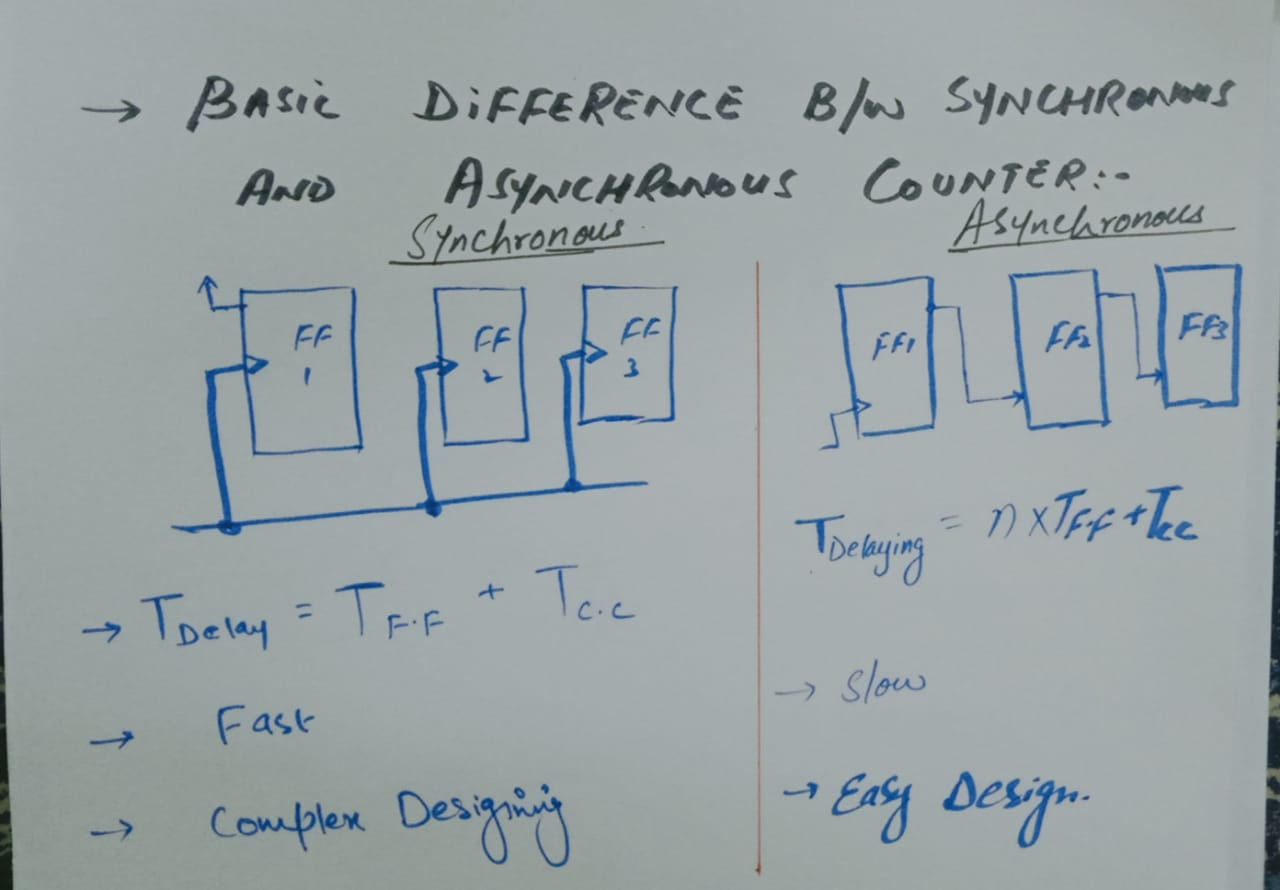 → BASIC DIFFERENCE B/W SYNCHRONOUS
AND ASYNCHRONOUS COUNTER:-
Synchronous
FF
1
FF
2
FF
3
→ TDelay = TF.F + TC.C
→ Fast
→ Complex Designing
Asynchronous
FF1
FF2
FF3
TDelaying = n x TF.F + Tcc
→ Slow
→ Easy Design.